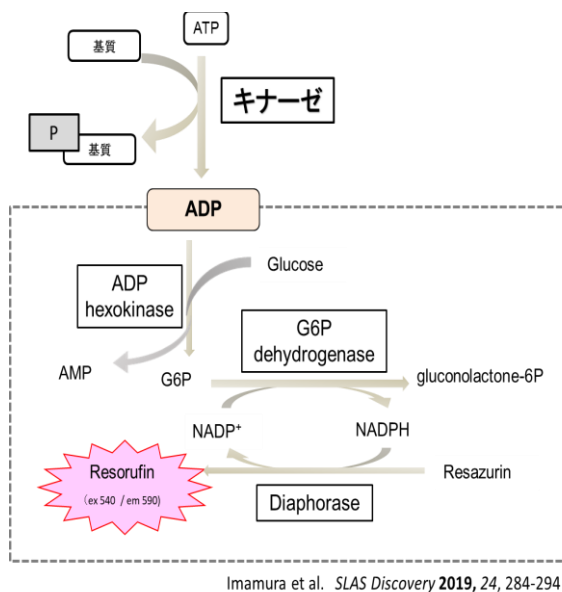 ATP
基質
キナーゼ
P
基質
ADP
Glucose
ADP
hexokinase
G6P
dehydrogenase
AMP
G6P
gluconolactone-6P
NADP+
NADPH
Resorufin
(ex 540 / em 590)
Resazurin
Diaphorase
Imamura et al. SLAS Discovery 2019, 24, 284-294